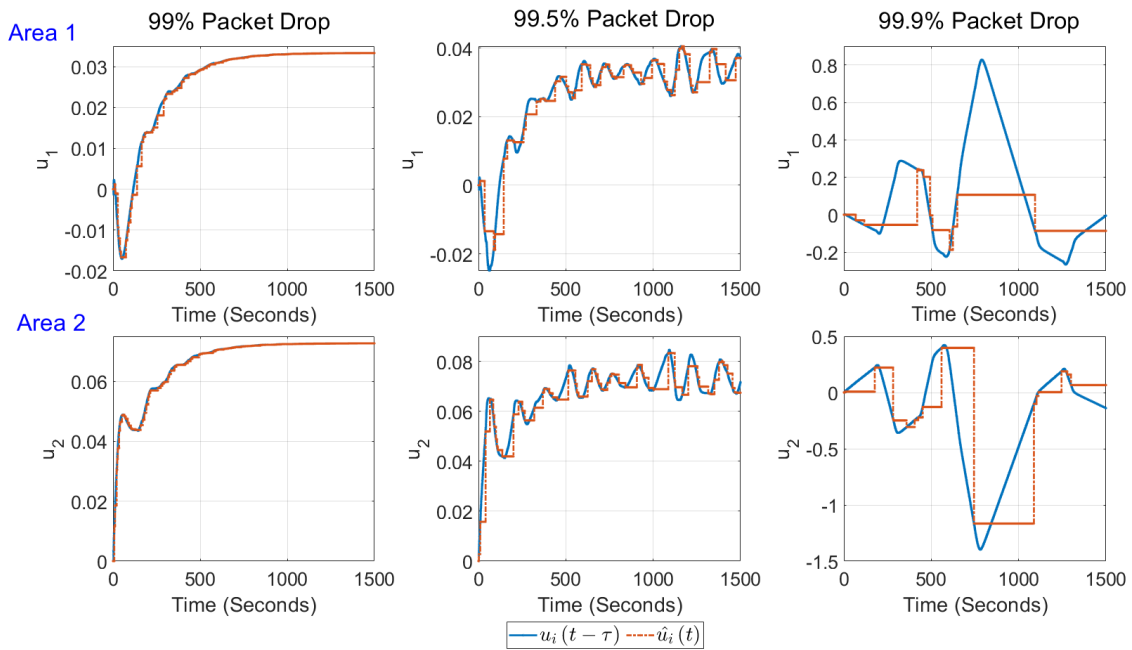 Area 1
99% Packet Drop
99.5% Packet Drop
99.9% Packet Drop
u1
0.03
0.02
0.01
0
-0.01
-0.02
0 500 1000 1500
Time (Seconds)
u1
0.04
0.02
0
-0.02
0 500 1000 1500
Time (Seconds)
u1
0.8
0.6
0.4
0.2
0
-0.2
0 500 1000 1500
Time (Seconds)
Area 2
u2
0.06
0.04
0.02
0
0 500 1000 1500
Time (Seconds)
u2
0.08
0.06
0.04
0.02
0
0 500 1000 1500
Time (Seconds)
u2
0.5
0
-0.5
-1
-1.5
0 500 1000 1500
Time (Seconds)
uᵢ (t − τ) ûᵢ (t)